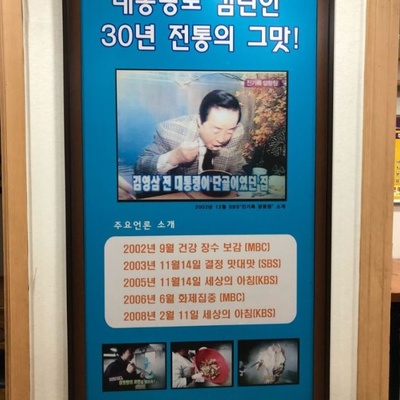 대통령도 감탄한
30년 전통의 그맛!
김영삼 전 대통령이 단골이였던 집
주요언론 소개
2002년 9월 건강 장수 보감 (MBC)
2003년 11월14일 결정 맛대맛 (SBS)
2005년 11월14일 세상의 아침(KBS)
2006년 6월 화제집중 (MBC)
2008년 2월 11일 세상의 아침(KBS)